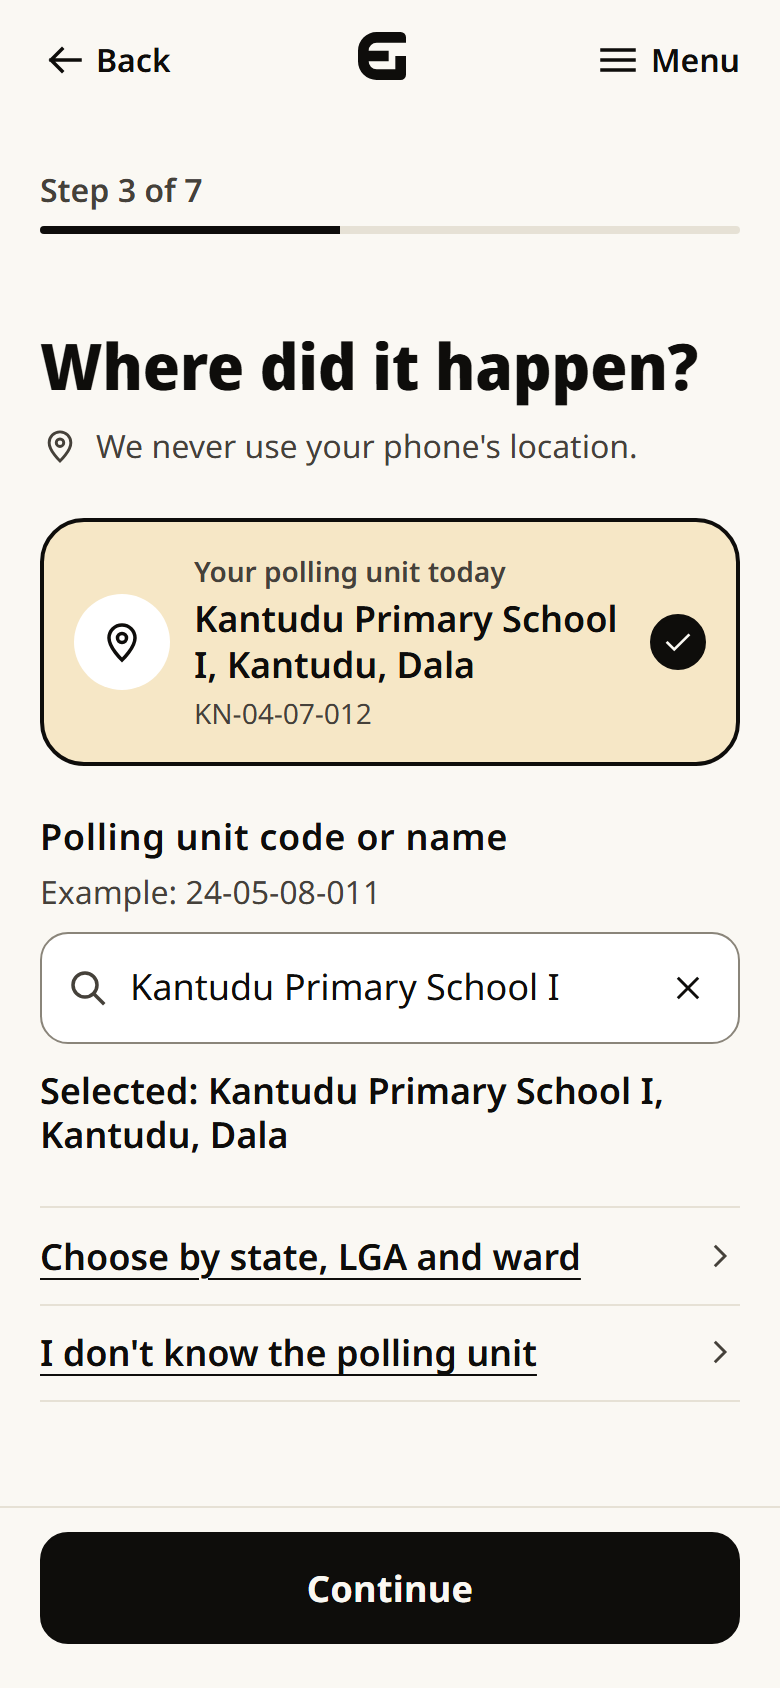 Back
Menu
Step 3 of 7
Where did it happen?
We never use your phone's location.
Your polling unit today
Kantudu Primary School
I, Kantudu, Dala
KN-04-07-012
Polling unit code or name
Example: 24-05-08-011
Kantudu Primary School I
Selected: Kantudu Primary School I,
Kantudu, Dala
Choose by state, LGA and ward
I don't know the polling unit
Continue